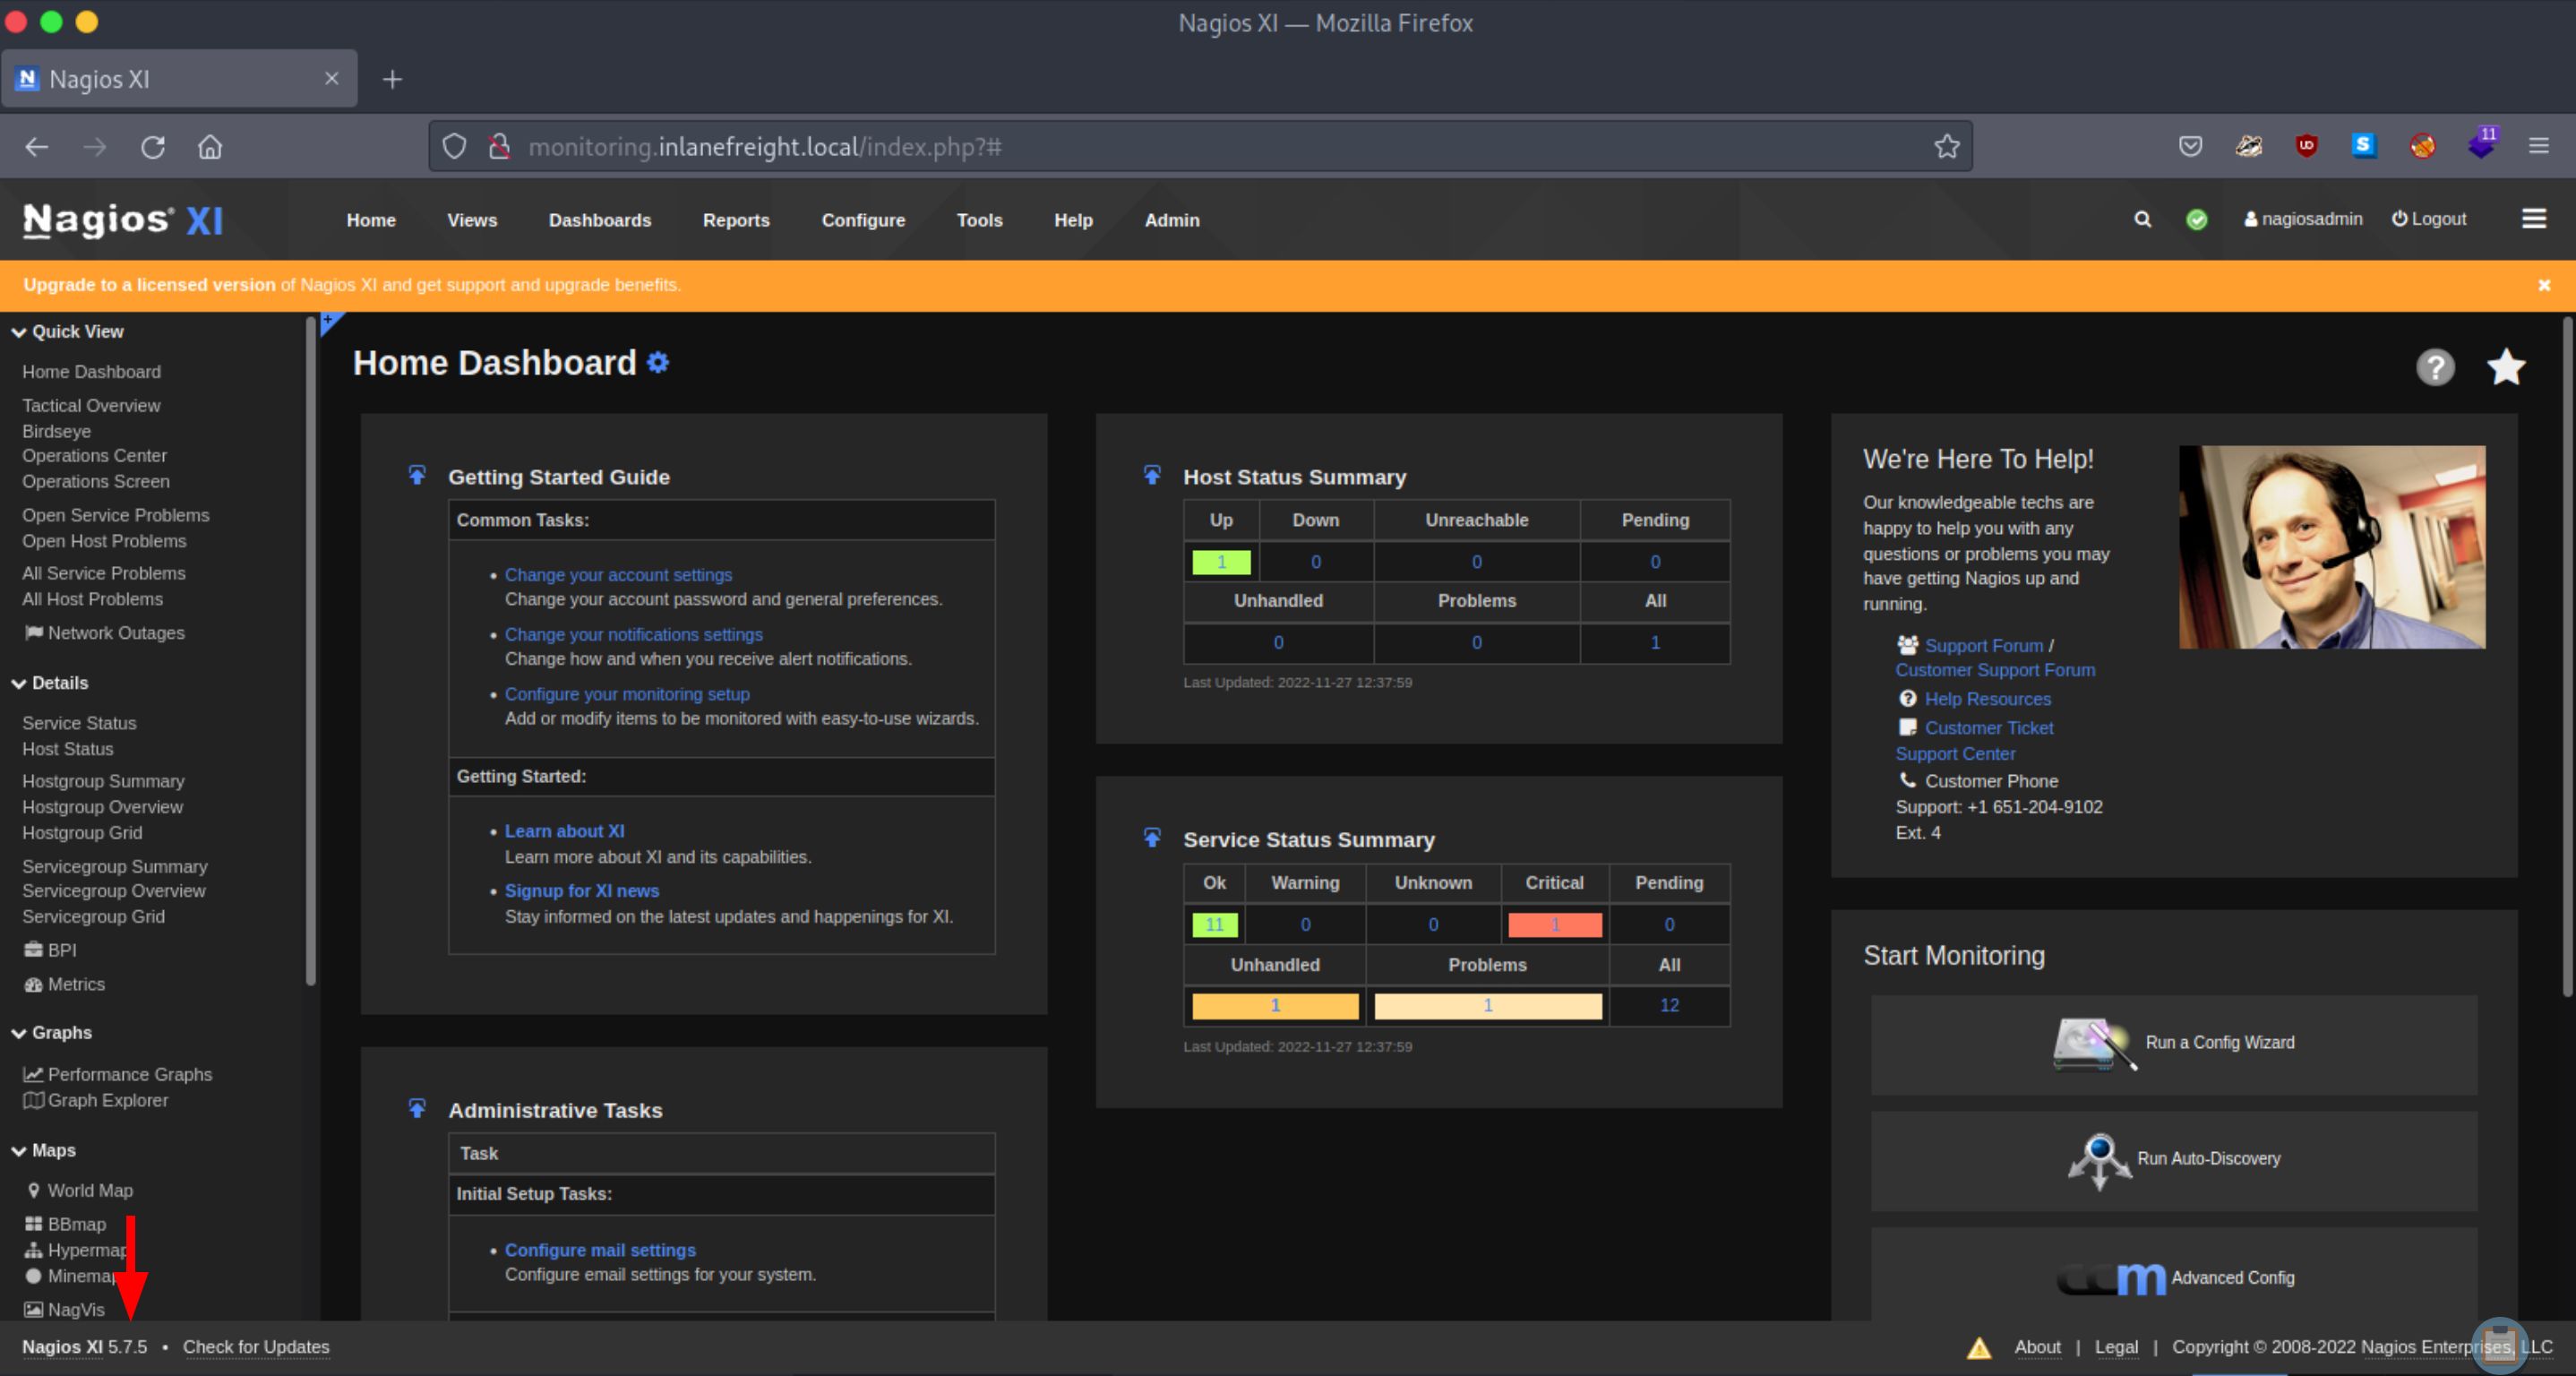 Nagios XI — Mozilla Firefox
N Nagios XI
monitoring.inlanefreight.local/index.php?#
UD
S
11
Nagios® XI
Home
Views
Dashboards
Reports
Configure
Tools
Help
Admin
nagiosadmin
Logout
Upgrade to a licensed version of Nagios XI and get support and upgrade benefits.
Quick View
Home Dashboard
Tactical Overview
Birdseye
Operations Center
Operations Screen
Open Service Problems
Open Host Problems
All Service Problems
All Host Problems
Network Outages
Details
Service Status
Host Status
Hostgroup Summary
Hostgroup Overview
Hostgroup Grid
Servicegroup Summary
Servicegroup Overview
Servicegroup Grid
BPI
Metrics
Graphs
Performance Graphs
Graph Explorer
Maps
World Map
BBmap
Hypermap
Minemap
NagVis
Home Dashboard
Getting Started Guide
Common Tasks:
• Change your account settings
Change your account password and general preferences.
• Change your notifications settings
Change how and when you receive alert notifications.
• Configure your monitoring setup
Add or modify items to be monitored with easy-to-use wizards.
Getting Started:
• Learn about XI
Learn more about XI and its capabilities.
• Signup for XI news
Stay informed on the latest updates and happenings for XI.
Administrative Tasks
Task
Initial Setup Tasks:
• Configure mail settings
Configure email settings for your system.
Host Status Summary
Up Down Unreachable Pending
1 0 0 0
Unhandled Problems All
0 0 1
Last Updated: 2022-11-27 12:37:59
Service Status Summary
Ok Warning Unknown Critical Pending
11 0 0 1 0
Unhandled Problems All
1 1 12
Last Updated: 2022-11-27 12:37:59
We're Here To Help!
Our knowledgeable techs are
happy to help you with any
questions or problems you may
have getting Nagios up and
running.
Support Forum /
Customer Support Forum
Help Resources
Customer Ticket
Support Center
Customer Phone
Support: +1 651-204-9102
Ext. 4
Start Monitoring
Run a Config Wizard
Run Auto-Discovery
ccm Advanced Config
Nagios XI 5.7.5 • Check for Updates
About | Legal | Copyright © 2008-2022 Nagios Enterprises, LLC